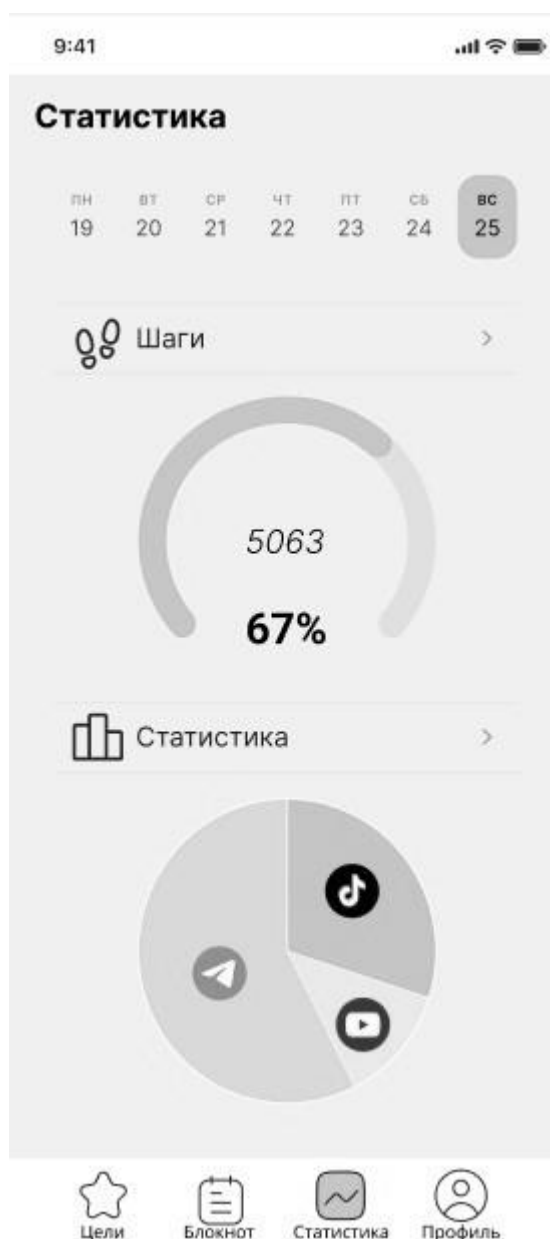 9:41
Статистика
ПН ВТ СР ЧТ ПТ СБ ВС
19 20 21 22 23 24 25
Шаги
5063
67%
Статистика
Цели Блокнот Статистика Профиль